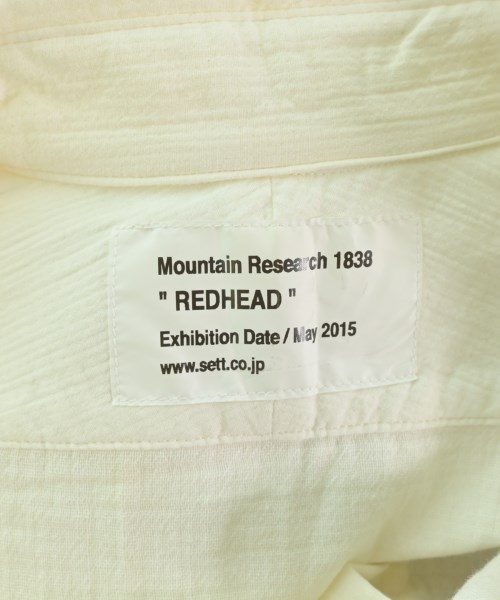 Mountain Research 1838
" REDHEAD "
Exhibition Date / May 2015
www.sett.co.jp